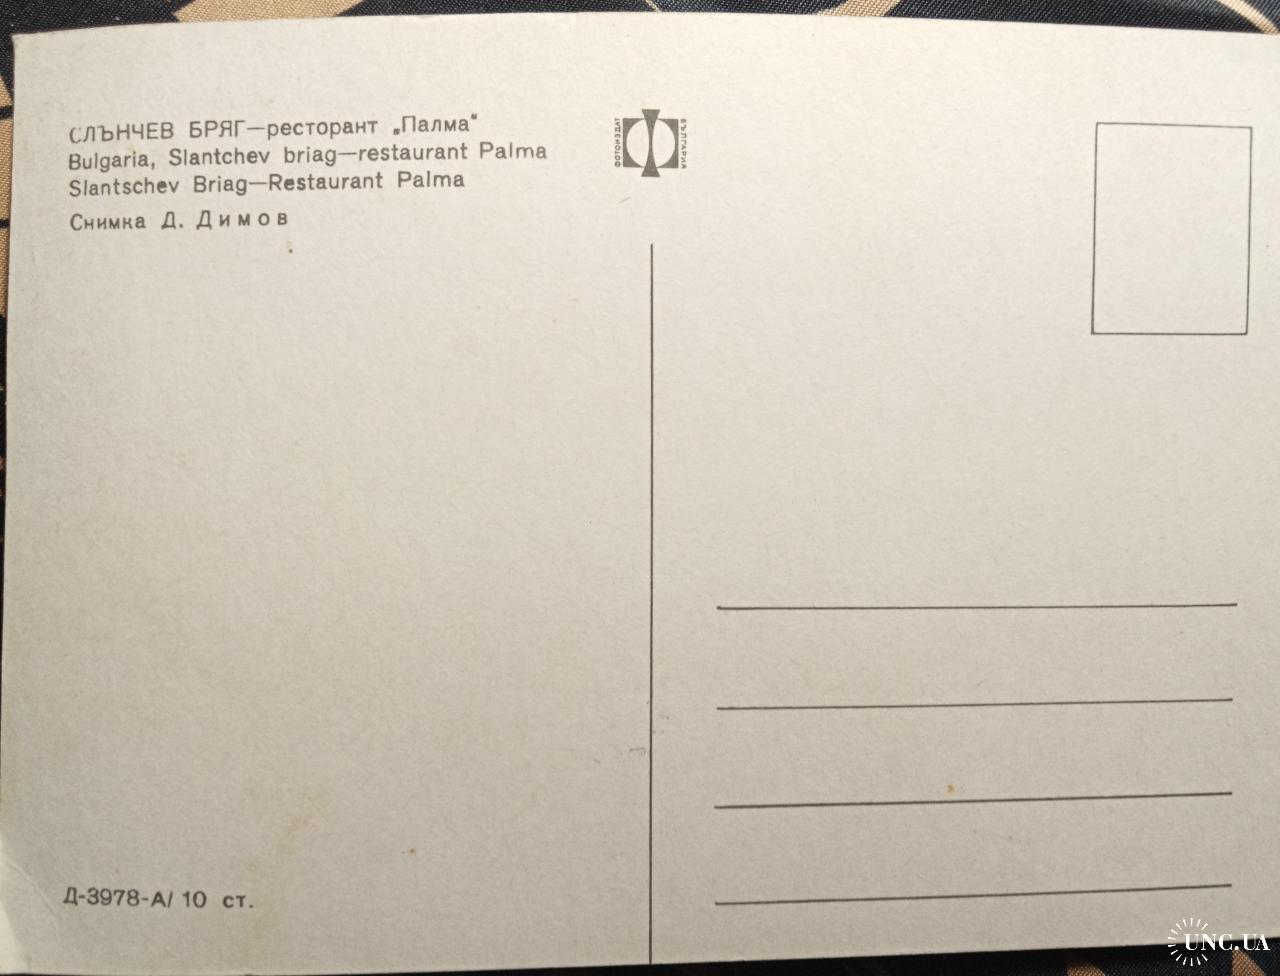 СЛЪНЧЕВ БРЯГ—ресторант „Палма“
Bulgaria, Slantchev briag—restaurant Palma
Slantschev Briag—Restaurant Palma
Снимка Д. Димов
ФОТОИЗДАТ
БЪЛГАРИЯ
Д-3978-А/ 10 ст.
UNC.UA